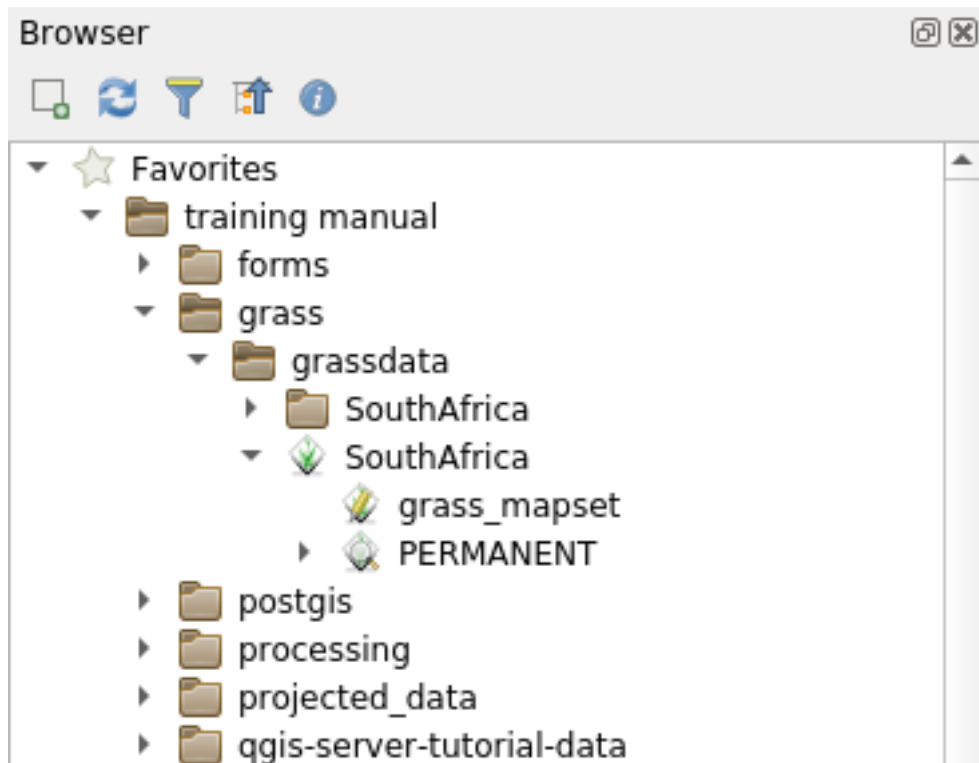 Browser
Favorites
training manual
forms
grass
grassdata
SouthAfrica
SouthAfrica
grass_mapset
PERMANENT
postgis
processing
projected_data
qgis-server-tutorial-data